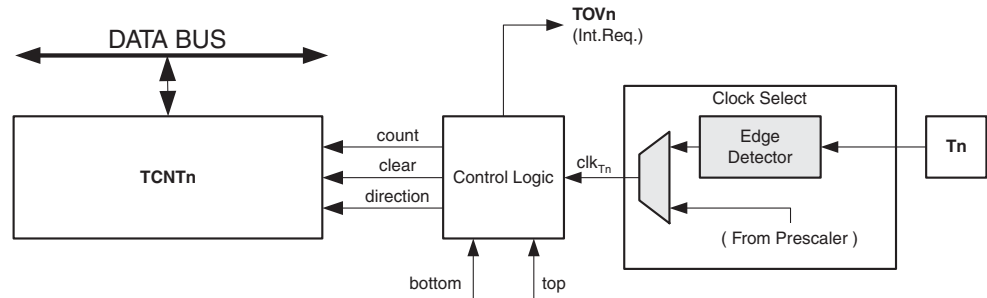 TOVn
(Int.Req.)
DATA BUS
Clock Select
count
Edge
Detector
Tn
TCNTn
clear
Control Logic
clkTn
direction
( From Prescaler )
bottom
top